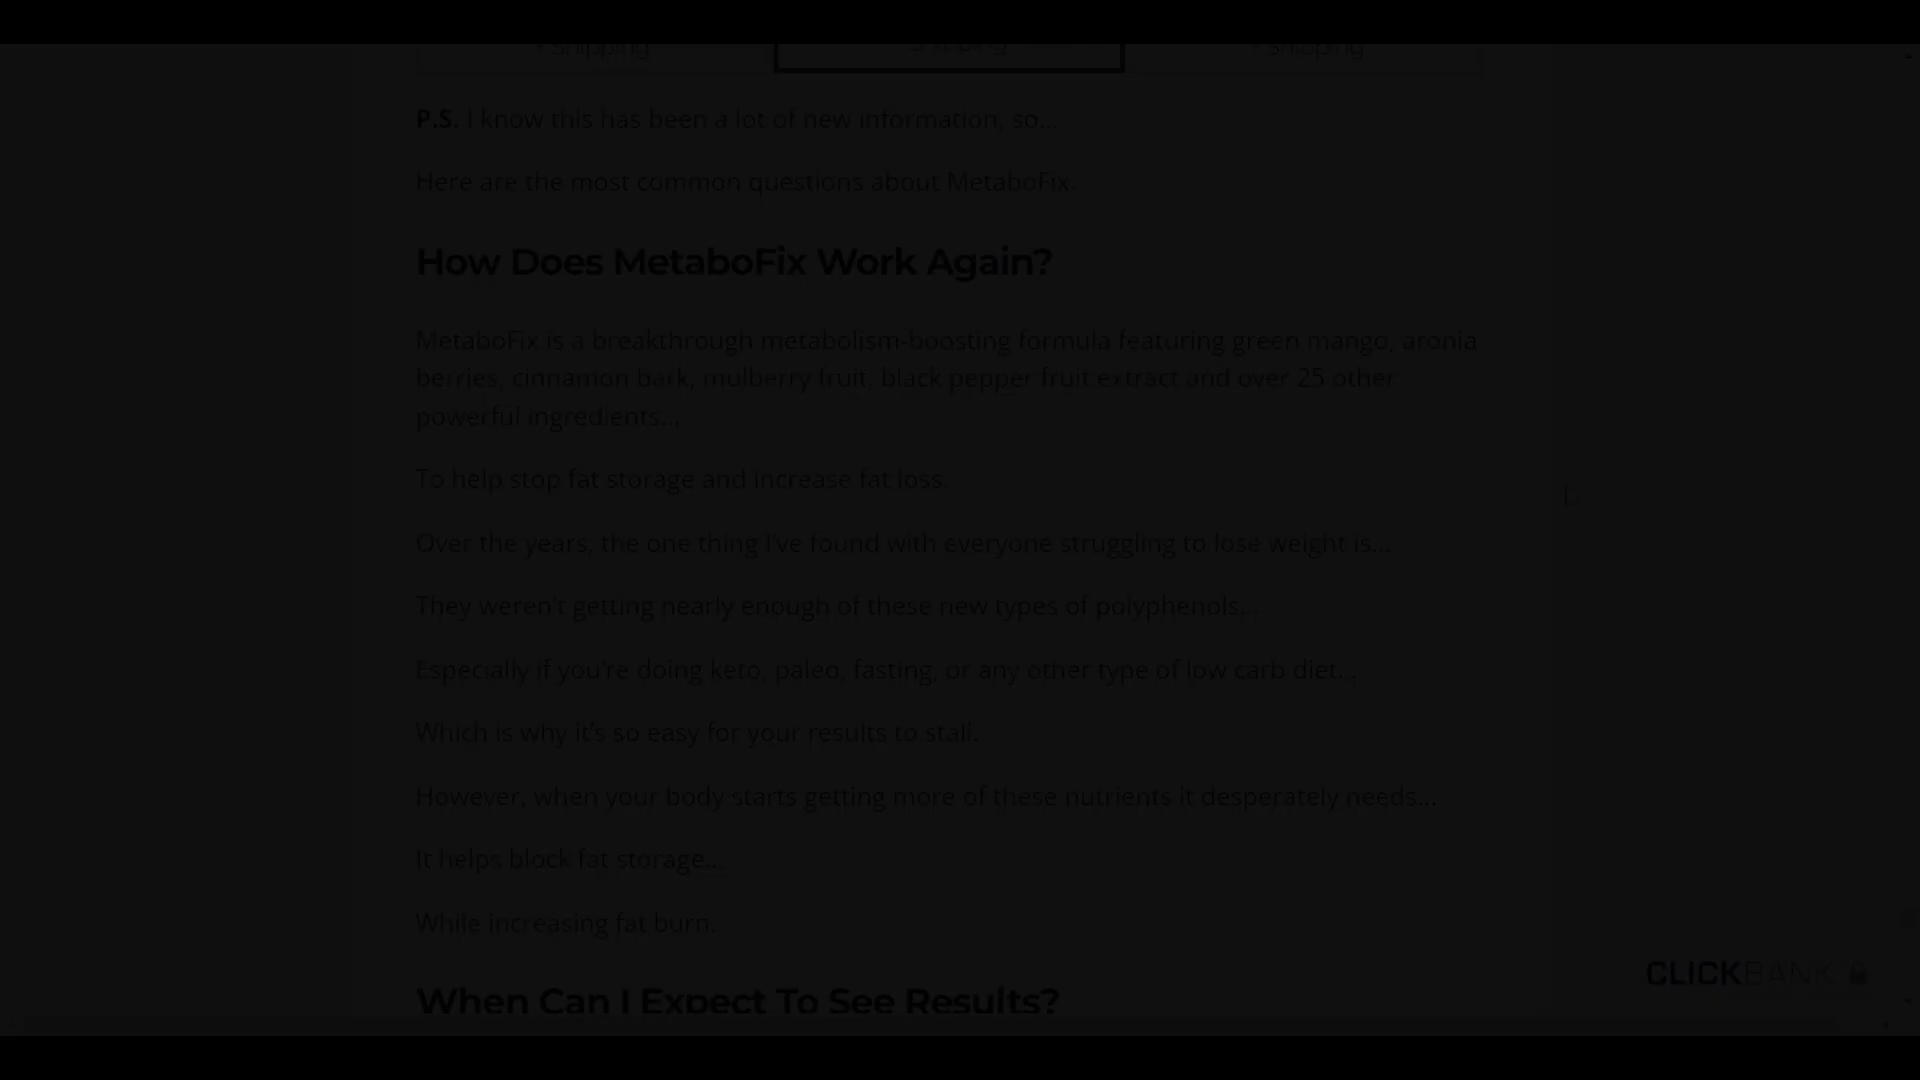 + Shipping
Shipping
+ Shipping
P.S. I know this has been a lot of new information, so...
Here are the most common questions about MetaboFix.
How Does MetaboFix Work Again?
MetaboFix is a breakthrough metabolism-boosting formula featuring green mango, aronia
berries, cinnamon bark, mulberry fruit, black pepper fruit extract and over 25 other
powerful ingredients...
To help stop fat storage and increase fat loss.
Over the years, the one thing I've found with everyone struggling to lose weight is...
They weren't getting nearly enough of these new types of polyphenols...
Especially if you're doing keto, paleo, fasting, or any other type of low carb diet...
Which is why it's so easy for your results to stall.
However, when your body starts getting more of these nutrients it desperately needs...
It helps block fat storage...
While increasing fat burn.
CLICKBANK
When Can I Expect To See Results?